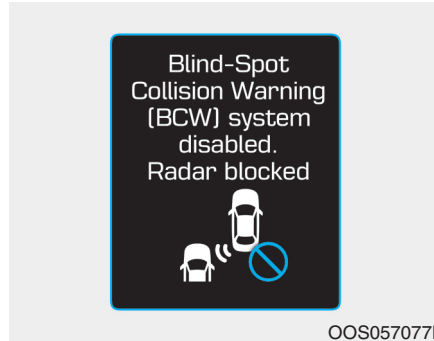 Blind-Spot
Collision Warning
(BCW) system
disabled.
Radar blocked
OOS057077